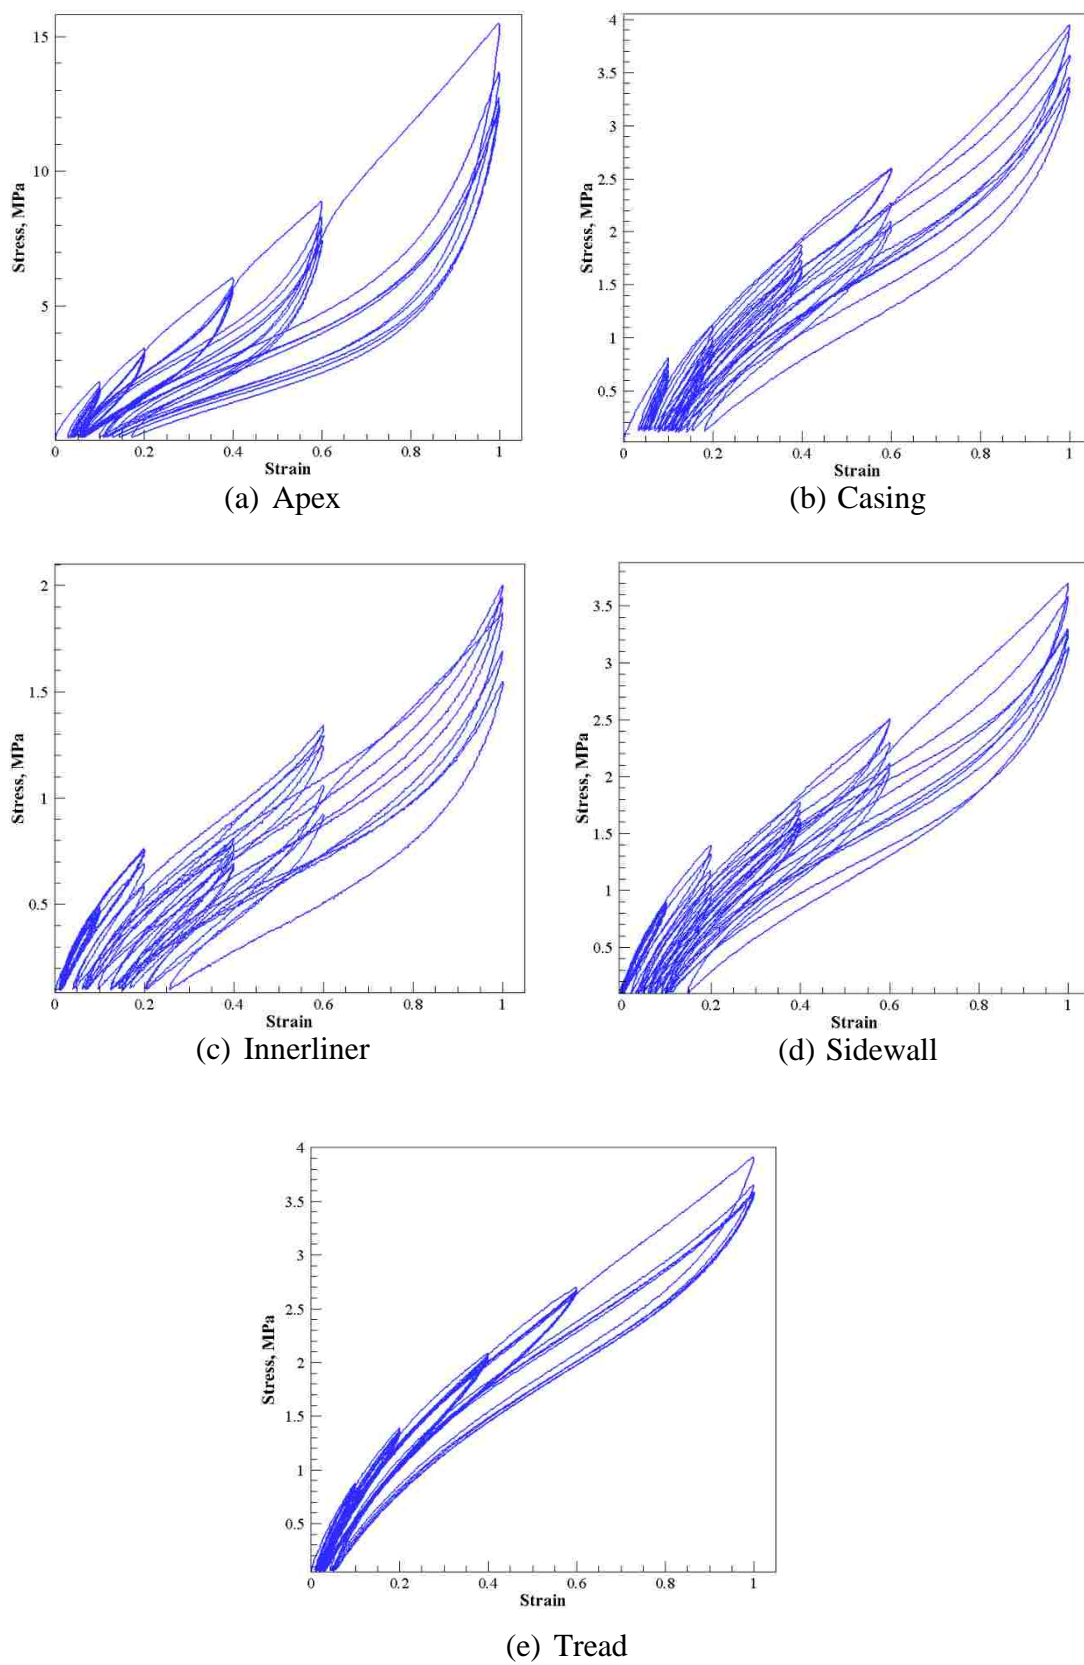 15
10
5
Stress, MPa
0 0.2 0.4 0.6 0.8 1
Strain
(a) Apex
4
3.5
3
2.5
2
1.5
1
0.5
Stress, MPa
0 0.2 0.4 0.6 0.8 1
Strain
(b) Casing
2
1.5
1
0.5
Stress, MPa
0 0.2 0.4 0.6 0.8 1
Strain
(c) Innerliner
3.5
3
2.5
2
1.5
1
0.5
Stress, MPa
0 0.2 0.4 0.6 0.8 1
Strain
(d) Sidewall
4
3.5
3
2.5
2
1.5
1
0.5
Stress, MPa
0 0.2 0.4 0.6 0.8 1
Strain
(e) Tread